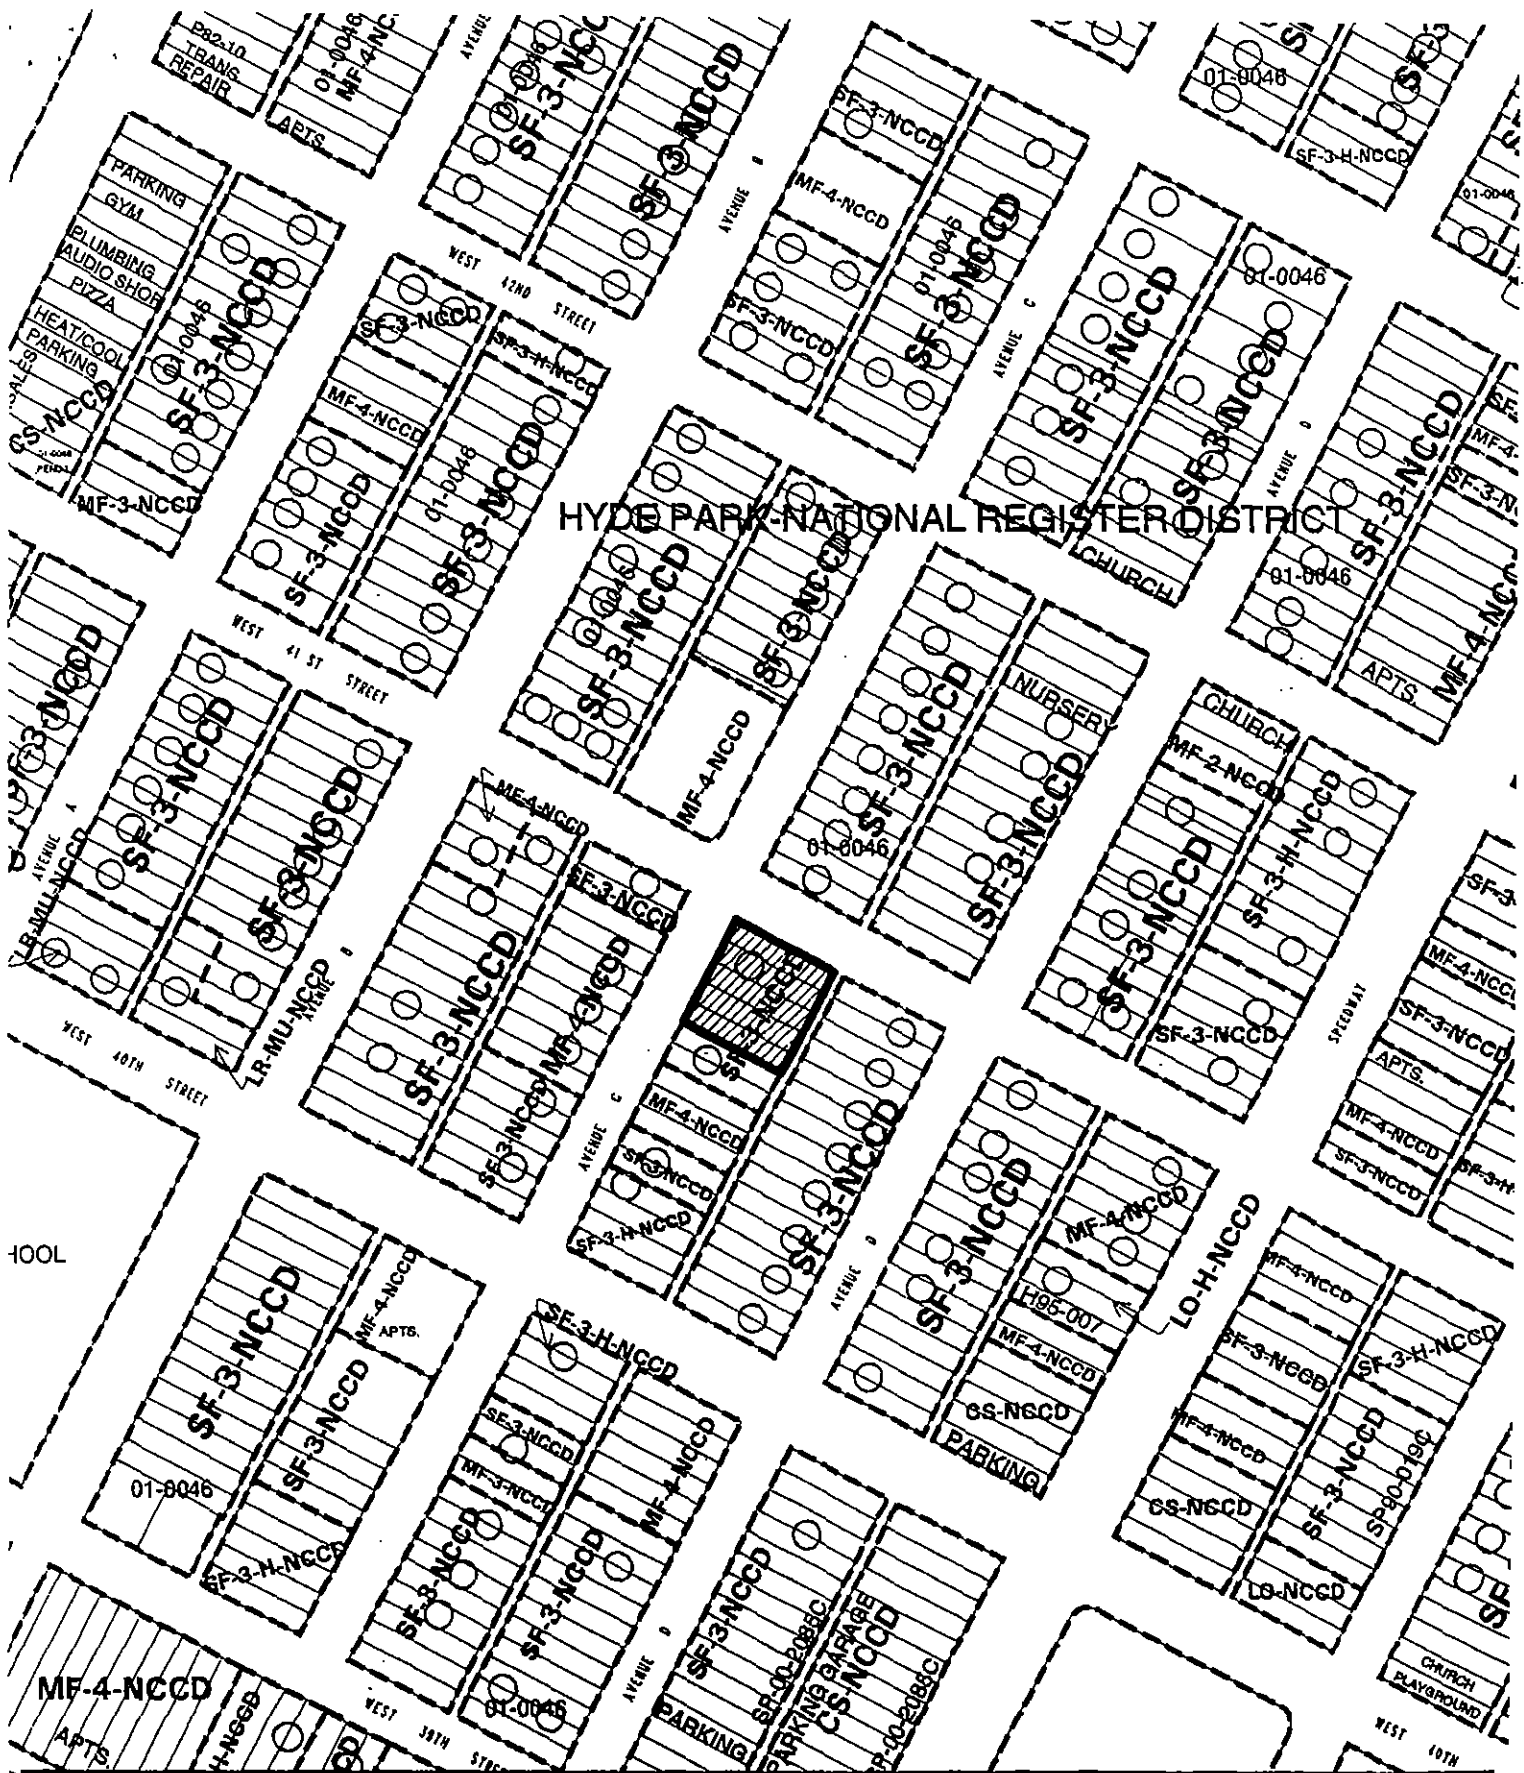 P82-10
TRANS.
REPAIR
01-0046
MF-4-NC
APTS.
AVENUE
01-0046
SF-3-NCC
SF-3-NCCD
SF-3-NCCD
MF-4-NCCD
SF-3-NCCD
01-0046
SF-3-NCCD
AVENUE B
01-0046
SF-3-H-NCCD
01-0046
PARKING
GYM
PLUMBING
AUDIO SHOP
PIZZA
HEAT/COOL
PARKING
SALES
CS-NCCD
MF-3-NCCD
01-0046
SF-3-NCCD
WEST 42ND STREET
SF-3-NCCD
MF-4-NCCD
SF-3-NCCD
SF-3-H-NCCD
01-0046
SF-3-NCCD
AVENUE C
SF-3-NCCD
01-0046
SF-3-NCCD
CHURCH
AVENUE D
SF-3-NCCD
01-0046
MF-4-
SF-3-N
MF-4-NCC
APTS.
HYDE PARK-NATIONAL REGISTER DISTRICT
WEST 41 ST STREET
01-0046
SF-3-NCCD
SF-3-NCCD
MF-4-NCCD
SF-3-NCCD
01-0046
NURSERY
SF-3-NCCD
CHURCH
MF-2-NCCD
SF-3-NCCD
SF-3-H-NCCD
SF-3-NCCD
SPEEDWAY
SF-3-NCCD
AVENUE A
LR-MU-NCCD
SF-3-NCCD
SF-3-NCCD
LR-MU-NCCD
AVENUE B
WEST 40TH STREET
MF-4-NCCD
SF-3-NCCD
SF-3-NCCD
MF-4-NCCD
SF-3-NCCD
AVENUE C
MF-4-NCCD
SF-3-NCCD
SF-3-H-NCCD
SF-3-NCCD
AVENUE D
SF-3-NCCD
MF-4-NCCD
H95-007
MF-4-NCCD
CS-NCCD
PARKING
LO-H-NCCD
SF-3-
MF-4-NCCD
SF-3-NCCD
APTS.
MF-4-NCCD
SF-3-NCCD
SF-3-H-
HOOL
SF-3-NCCD
01-0046
MF-4-NCCD
APTS.
SF-3-NCCD
SF-3-H-NCCD
SF-3-H-NCCD
SF-3-NCCD
MF-3-NCCD
SF-3-NCCD
MF-4-NCCD
SF-3-NCCD
01-0046
MF-4-NCCD
SF-3-NCCD
MF-4-NCCD
CS-NCCD
SF-3-H-NCCD
SF-3-NCCD
SP90-019C
LO-NCCD
SF-3-NCCD
SP-00-2085C
PARKING
PARKING GARAGE
CS-NCCD
SP-00-2085C
AVENUE D
MF-4-NCCD
APTS.
H-NCCD
CD
WEST 39TH STREET
SF
CHURCH
PLAYGROUND
WEST 40TH